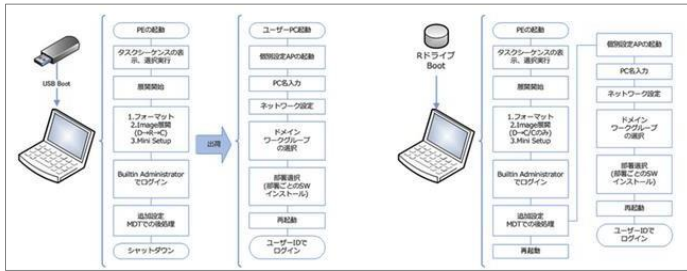 USB Boot
PEの起動
タスクシーケンスの表
示、選択実行
展開開始
1.フォーマット
2.Image展開
(D→R→C)
3.Mini Setup
Builtin Administrator
でログイン
追加設定
MDTでの後処理
シャットダウン
出荷
ユーザーPC起動
個別設定APの起動
PC名入力
ネットワーク設定
ドメイン
ワークグループ
の選択
部署選択
(部署ごとのSW
インストール)
再起動
ユーザーIDで
ログイン
Rドライブ
Boot
PEの起動
タスクシーケンスの表
示、選択実行
展開開始
1.フォーマット
2.Image展開
(D→C/Cのみ)
3.Mini Setup
Builtin Administrator
でログイン
追加設定
MDTでの後処理
再起動
個別設定APの起動
PC名入力
ネットワーク設定
ドメイン
ワークグループ
の選択
部署選択
(部署ごとのSW
インストール)
再起動
ユーザーIDで
ログイン